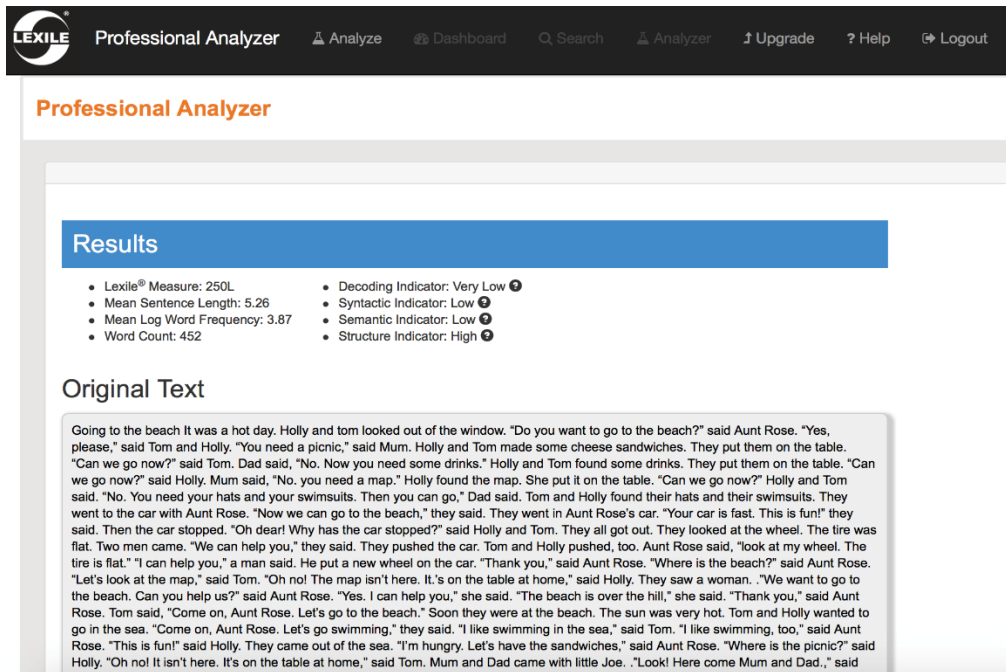 LEXILE Professional Analyzer Analyze Dashboard Search Analyzer Upgrade ? Help Logout
Professional Analyzer
Results
• Lexile® Measure: 250L
• Mean Sentence Length: 5.26
• Mean Log Word Frequency: 3.87
• Word Count: 452
• Decoding Indicator: Very Low ?
• Syntactic Indicator: Low ?
• Semantic Indicator: Low ?
• Structure Indicator: High ?
Original Text
Going to the beach It was a hot day. Holly and tom looked out of the window. “Do you want to go to the beach?” said Aunt Rose. “Yes,
please,” said Tom and Holly. “You need a picnic,” said Mum. Holly and Tom made some cheese sandwiches. They put them on the table.
“Can we go now?” said Tom. Dad said, “No. Now you need some drinks.” Holly and Tom found some drinks. They put them on the table. “Can
we go now?” said Holly. Mum said, “No. you need a map.” Holly found the map. She put it on the table. “Can we go now?” Holly and Tom
said. “No. You need your hats and your swimsuits. Then you can go,” Dad said. Tom and Holly found their hats and their swimsuits. They
went to the car with Aunt Rose. “Now we can go to the beach,” they said. They went in Aunt Rose’s car. “Your car is fast. This is fun!” they
said. Then the car stopped. “Oh dear! Why has the car stopped?” said Holly and Tom. They all got out. They looked at the wheel. The tire was
flat. Two men came. “We can help you,” they said. They pushed the car. Tom and Holly pushed, too. Aunt Rose said, “look at my wheel. The
tire is flat.” “I can help you,” a man said. He put a new wheel on the car. “Thank you,” said Aunt Rose. “Where is the beach?” said Aunt Rose.
“Let’s look at the map,” said Tom. “Oh no! The map isn’t here. It.’s on the table at home,” said Holly. They saw a woman. .”We want to go to
the beach. Can you help us?” said Aunt Rose. “Yes. I can help you,” she said. “The beach is over the hill,” she said. “Thank you,” said Aunt
Rose. Tom said, “Come on, Aunt Rose. Let’s go to the beach.” Soon they were at the beach. The sun was very hot. Tom and Holly wanted to
go in the sea. “Come on, Aunt Rose. Let’s go swimming,” they said. “I like swimming in the sea,” said Tom. “I like swimming, too,” said Aunt
Rose. “This is fun!” said Holly. They came out of the sea. “I’m hungry. Let’s have the sandwiches,” said Aunt Rose. “Where is the picnic?” said
Holly. “Oh no! It isn’t here. It’s on the table at home,” said Tom. Mum and Dad came with little Joe. .”Look! Here come Mum and Dad.,” said